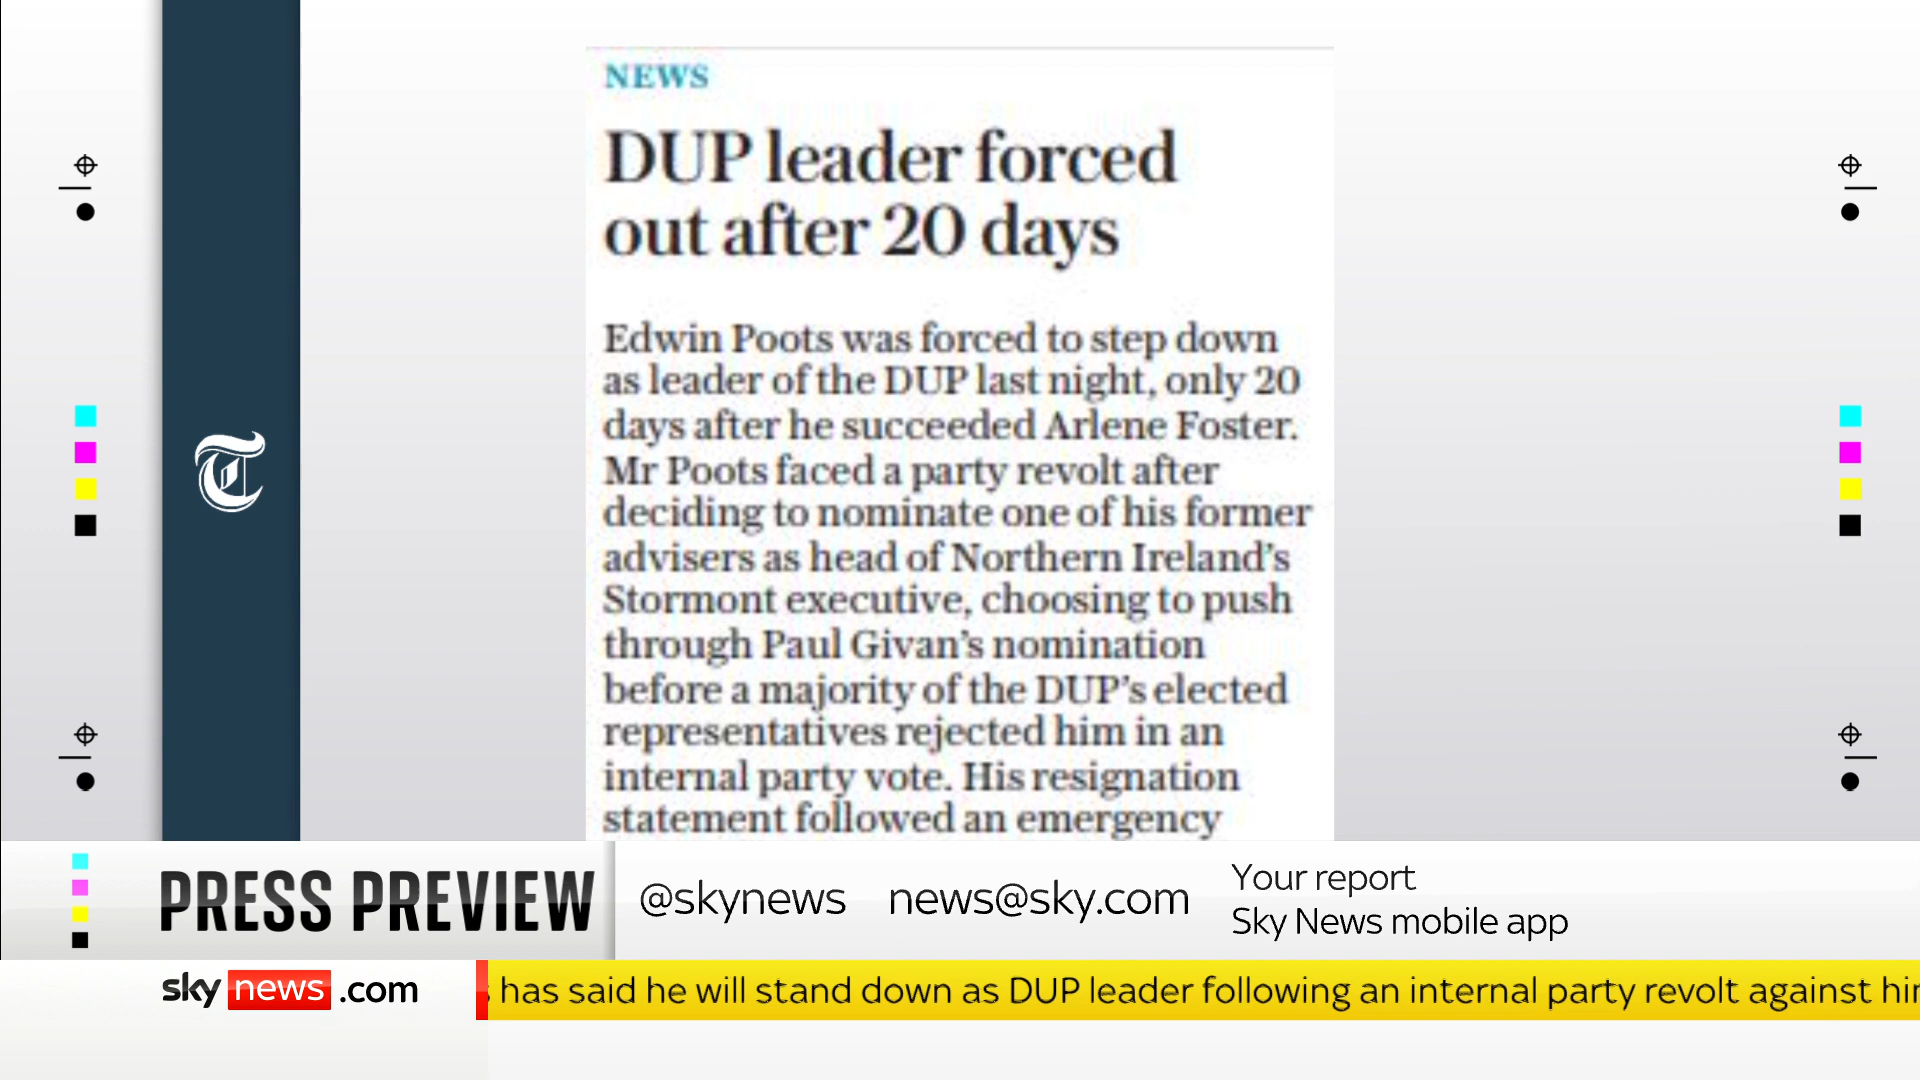 NEWS
DUP leader forced
out after 20 days
Edwin Poots was forced to step down
as leader of the DUP last night, only 20
days after he succeeded Arlene Foster.
Mr Poots faced a party revolt after
deciding to nominate one of his former
advisers as head of Northern Ireland's
Stormont executive, choosing to push
through Paul Givan's nomination
before a majority of the DUP's elected
representatives rejected him in an
internal party vote. His resignation
statement followed an emergency
T
PRESS PREVIEW
@skynews news@sky.com
Your report
Sky News mobile app
sky news .com
has said he will stand down as DUP leader following an internal party revolt against